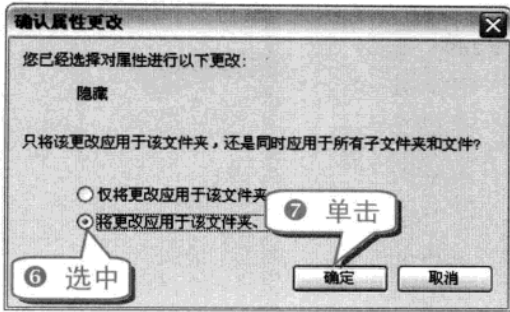 确认属性更改
您已经选择对属性进行以下更改:
隐藏
只将该更改应用于该文件夹，还是同时应用于所有子文件夹和文件?
仅将更改应用于该文件夹
将更改应用于该文件夹、
❼ 单击
❻ 选中
确定 取消